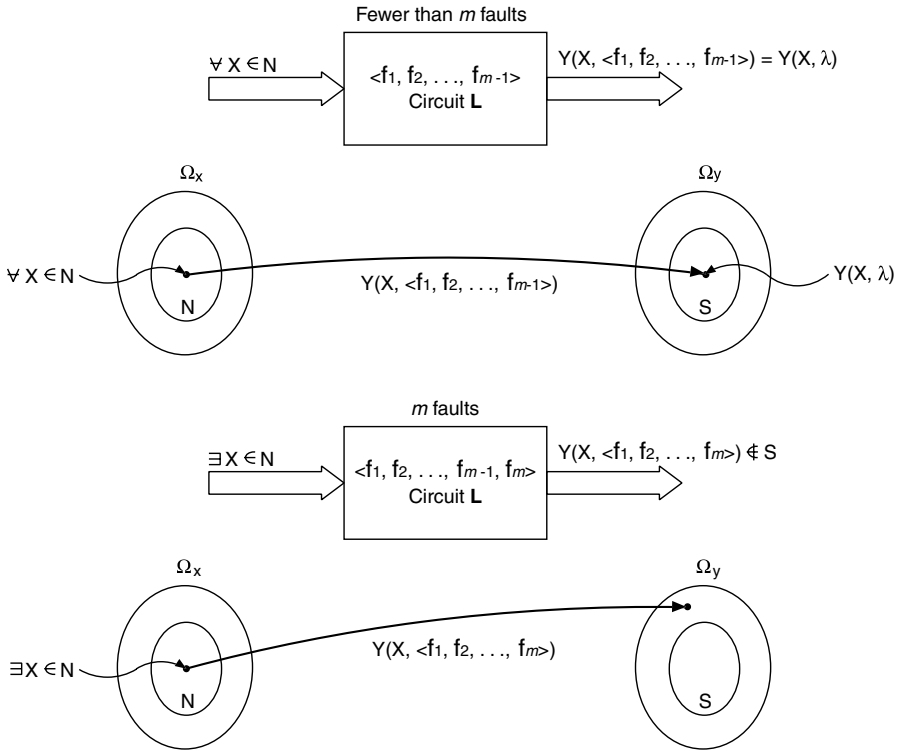 Fewer than m faults
∀ X ∈ N
<f₁, f₂, . . ., fₘ₋₁>
Circuit L
Y(X, <f₁, f₂, . . ., fₘ₋₁>) = Y(X, λ)
Ωₓ
Ωy
∀ X ∈ N
N
Y(X, <f₁, f₂, . . ., fₘ₋₁>)
S
Y(X, λ)
m faults
∃ X ∈ N
<f₁, f₂, . . ., fₘ₋₁, fₘ>
Circuit L
Y(X, <f₁, f₂, . . ., fₘ>) ∉ S
Ωₓ
Ωy
∃ X ∈ N
N
Y(X, <f₁, f₂, . . ., fₘ>)
S